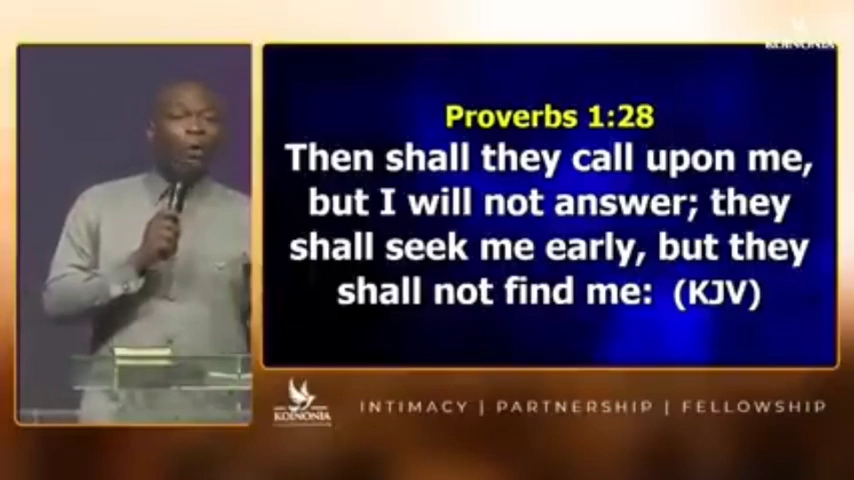 KOINONIA
Proverbs 1:28
Then shall they call upon me,
but I will not answer; they
shall seek me early, but they
shall not find me: (KJV)
KOINONIA
INTIMACY | PARTNERSHIP | FELLOWSHIP